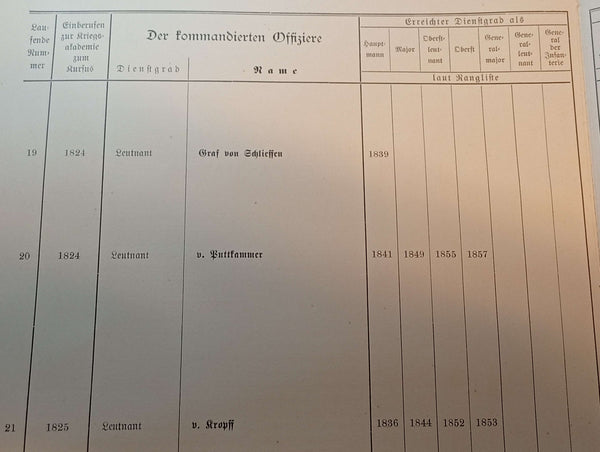 Erreichter Dienstgrad als
Lau-
fende
Num-
mer
Einberufen
zur Kriegs-
akademie
zum
Kursus
Der kommandierten Offiziere
Dienstgrad
Name
Haupt-
mann
Major
Oberst-
leut-
nant
Oberst
Gene-
ral-
major
Gene-
ral-
leut-
nant
Gene-
ral
der
Infan-
terie
laut Rangliste
19 1824 Leutnant Graf von Schlieffen 1839
20 1824 Leutnant v. Puttkammer 1841 1849 1855 1857
21 1825 Leutnant v. Kropff 1836 1844 1852 1853